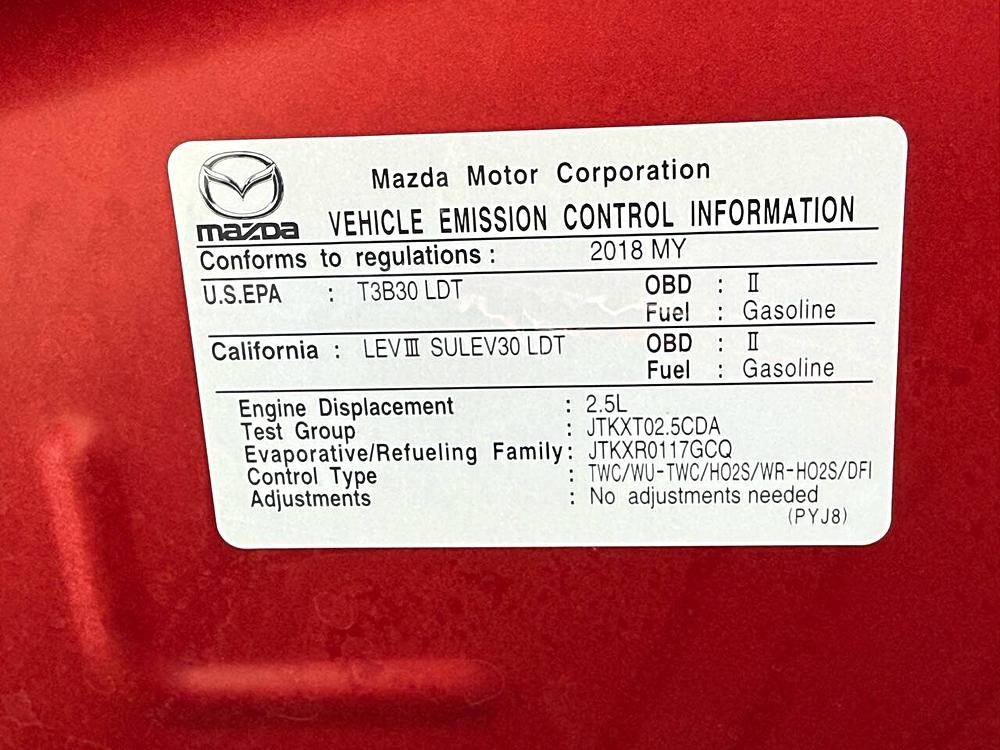 Mazda Motor Corporation
mazda VEHICLE EMISSION CONTROL INFORMATION
Conforms to regulations : 2018 MY
U.S.EPA : T3B30 LDT OBD : II
Fuel : Gasoline
California : LEVIII SULEV30 LDT OBD : II
Fuel : Gasoline
Engine Displacement : 2.5L
Test Group : JTKXT02.5CDA
Evaporative/Refueling Family: JTKXR0117GCQ
Control Type : TWC/WU-TWC/HO2S/WR-HO2S/DFI
Adjustments : No adjustments needed
(PYJ8)